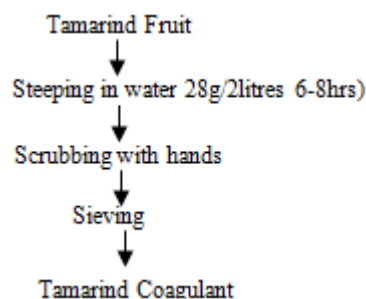 Tamarind Fruit
Steeping in water 28g/2litres 6-8hrs)
Scrubbing with hands
Sieving
Tamarind Coagulant